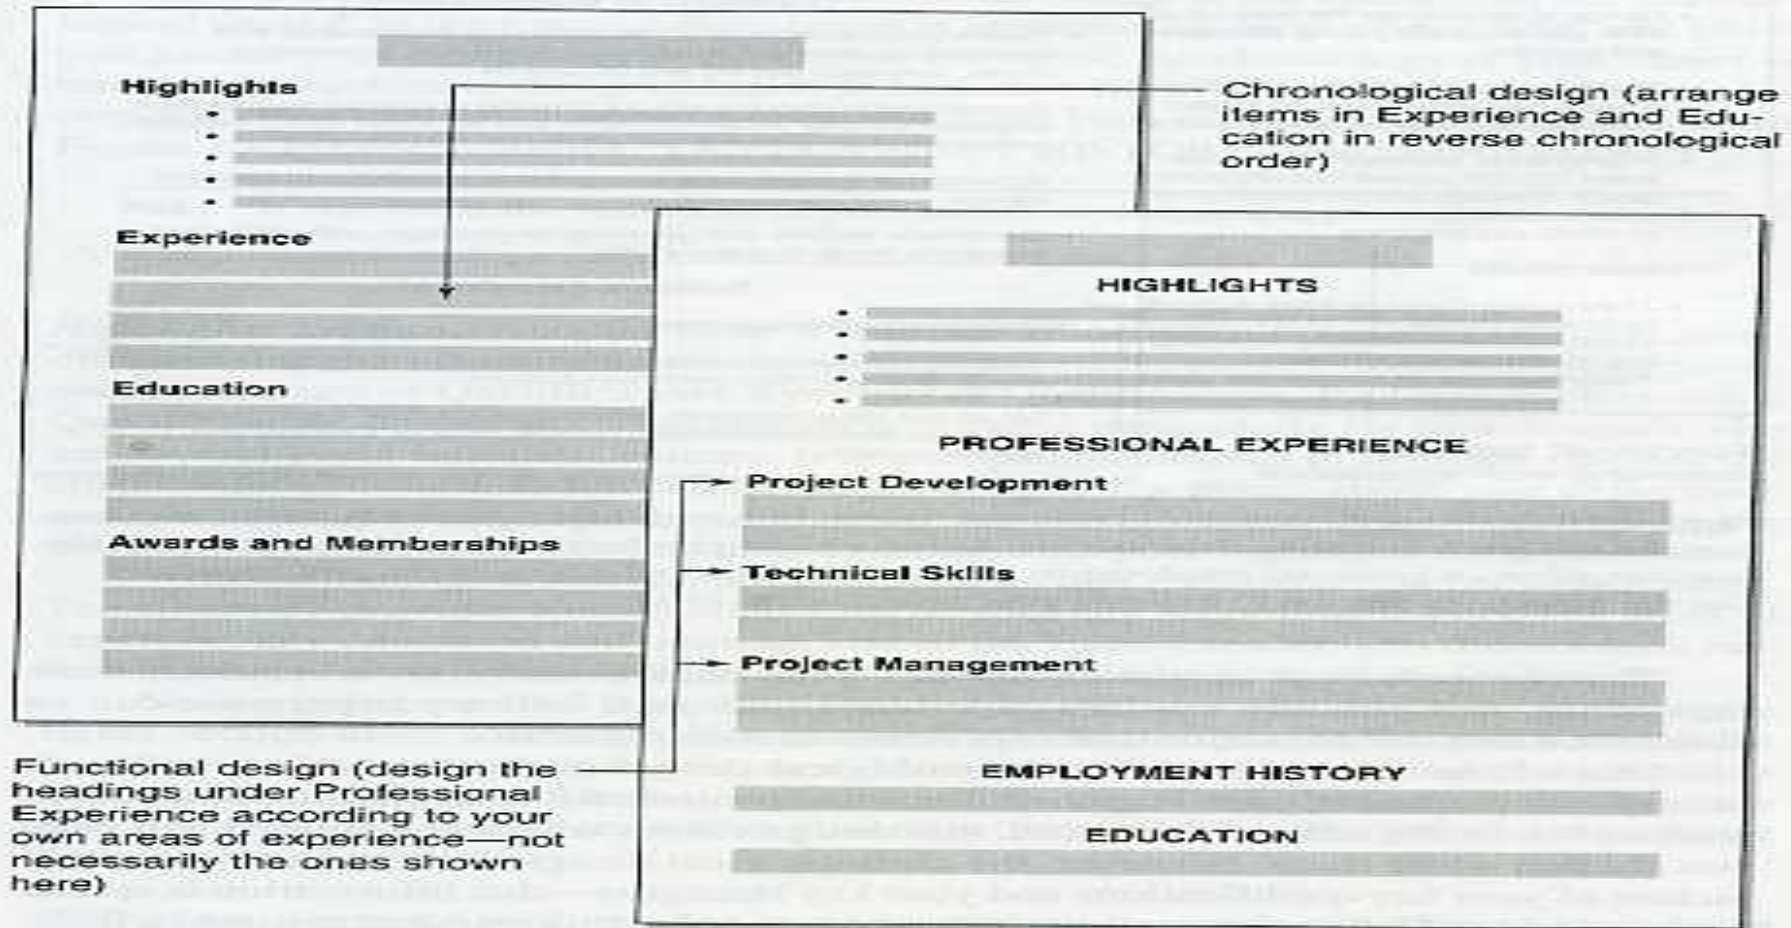 Highlights
Chronological design (arrange
items in Experience and Edu-
cation in reverse chronological
order)
Experience
Education
Awards and Memberships
HIGHLIGHTS
PROFESSIONAL EXPERIENCE
Project Development
Technical Skills
Project Management
EMPLOYMENT HISTORY
EDUCATION
Functional design (design the
headings under Professional
Experience according to your
own areas of experience—not
necessarily the ones shown
here)